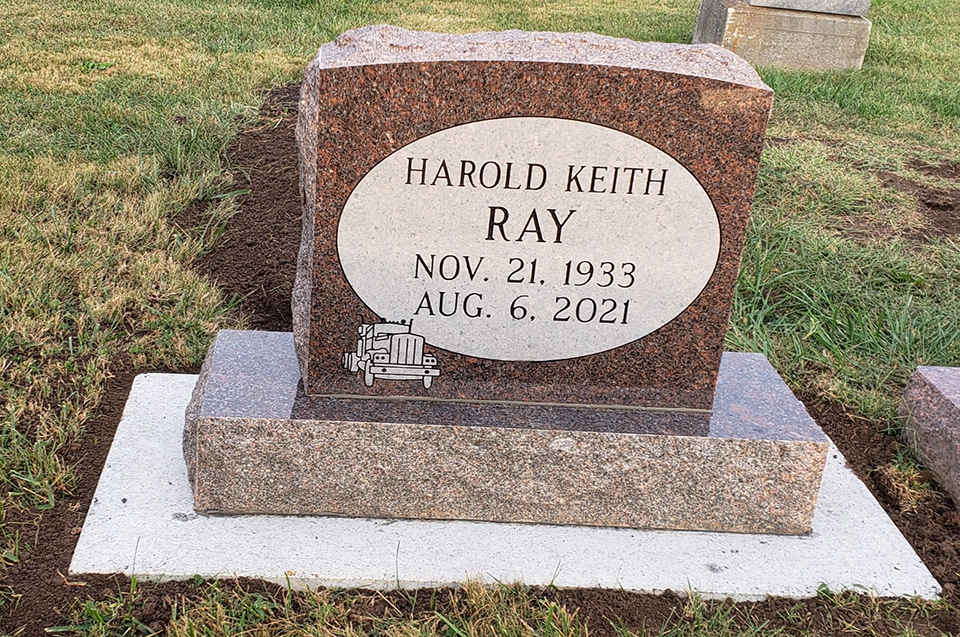 HAROLD KEITH
RAY
NOV. 21, 1933
AUG. 6, 2021